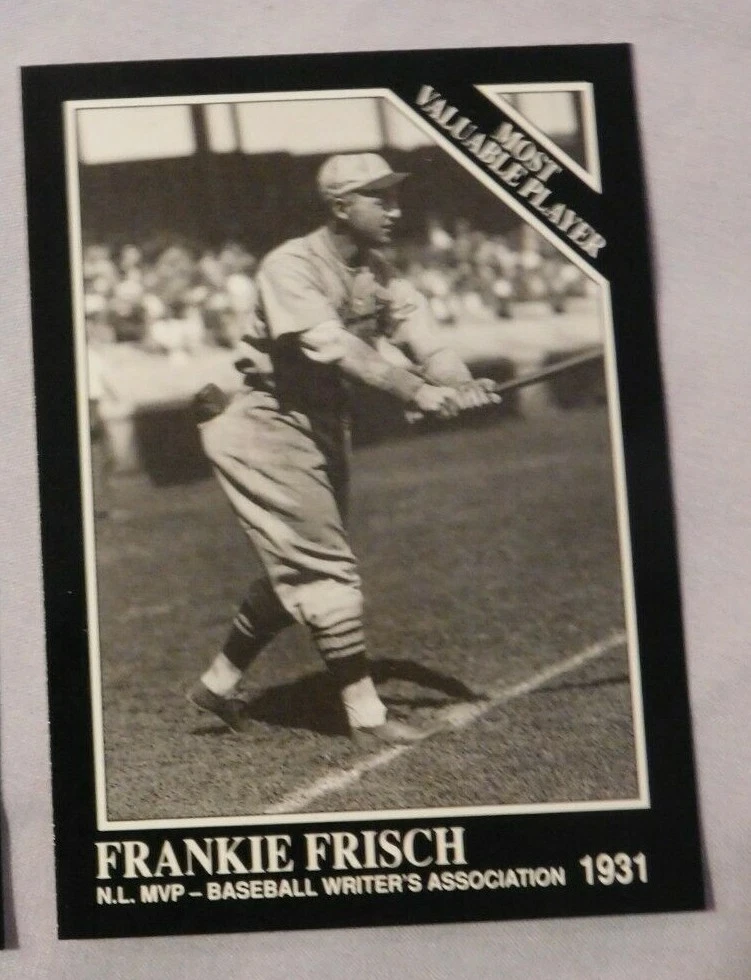 MOST
VALUABLE PLAYER
FRANKIE FRISCH
N.L. MVP – BASEBALL WRITER'S ASSOCIATION 1931